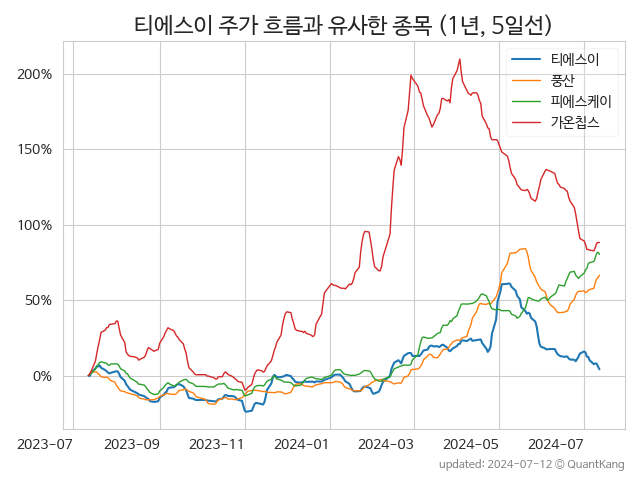 티에스이 주가 흐름과 유사한 종목 (1년, 5일선)
티에스이
풍산
피에스케이
가온칩스
200%
150%
100%
50%
0%
2023-07 2023-09 2023-11 2024-01 2024-03 2024-05 2024-07
updated: 2024-07-12 © QuantKang